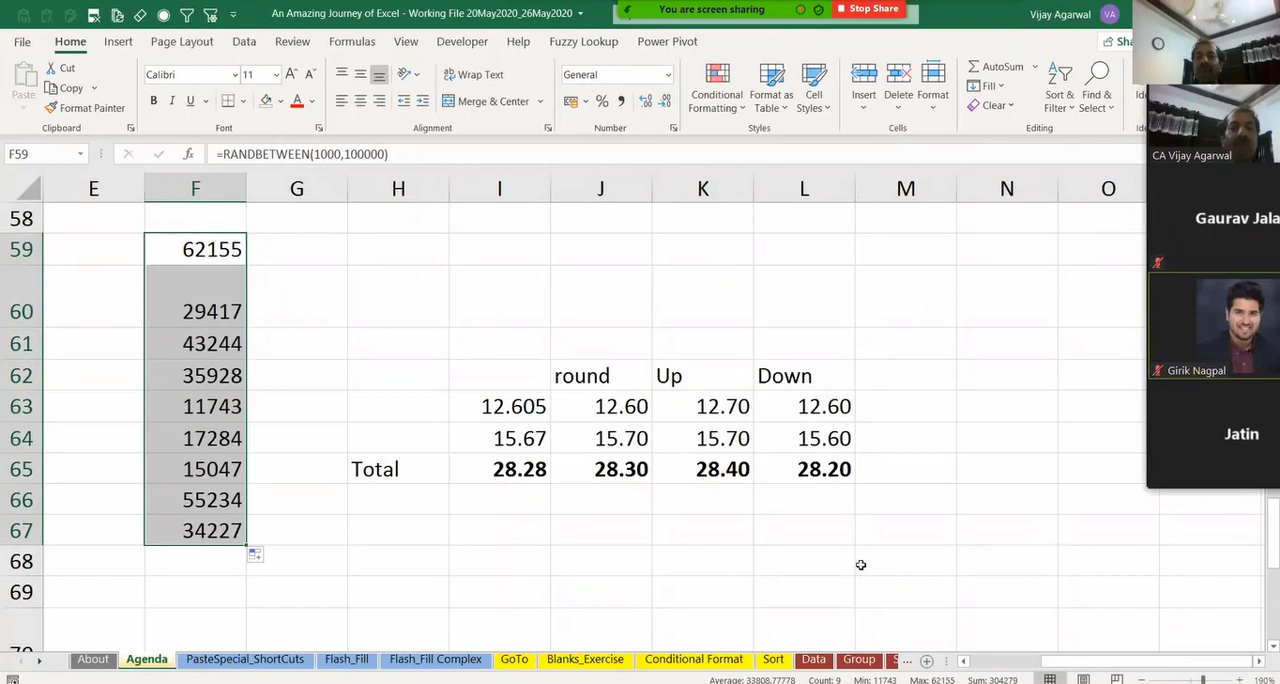 An Amazing Journey of Excel - Working File 20May2020_26May2020
You are screen sharing
Stop Share
Vijay Agarwal VA
File Home Insert Page Layout Formulas Data Review View Developer Help Fuzzy Lookup Power Pivot
Cut
Copy
Format Painter
Paste
Clipboard
Calibri 11
B I U
Font
Wrap Text
Merge & Center
Alignment
General
Number
Conditional Formatting
Format as Table
Cell Styles
Styles
Insert Delete Format
Cells
AutoSum
Fill
Clear
Sort & Filter
Find & Select
Editing
F59 fx =RANDBETWEEN(1000,100000)
E F G H I J K L M N O
58
59 62155
60 29417
61 43244
62 35928 round Up Down
63 11743 12.605 12.60 12.70 12.60
64 17284 15.67 15.70 15.70 15.60
65 15047 Total 28.28 28.30 28.40 28.20
66 55234
67 34227
68
69
CA Vijay Agarwal
Gaurav Jala
Girik Nagpal
Jatin
About Agenda PasteSpecial_ShortCuts Flash_Fill Flash_Fill Complex GoTo Blanks_Exercise Conditional Format Sort Data Group ...
Average: 33808.77778 Count: 9 Min: 11743 Max: 62155 Sum: 304279 190%